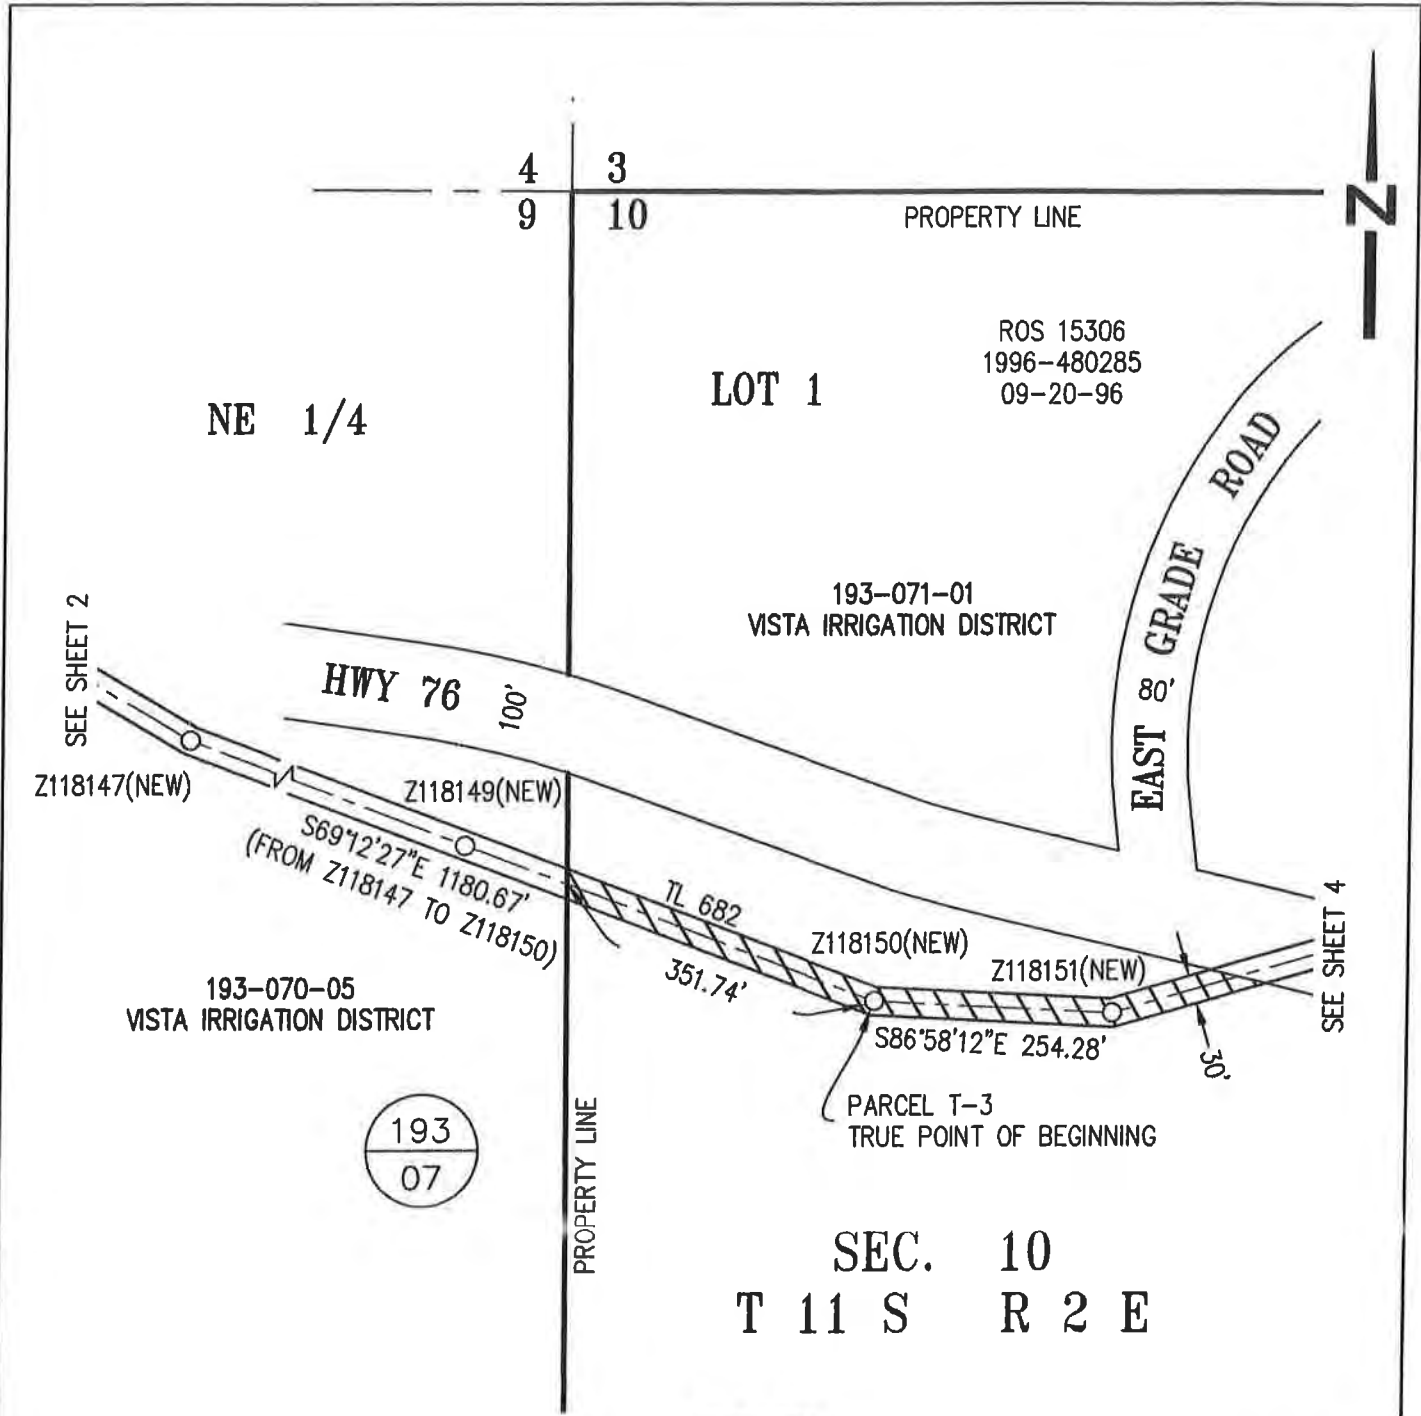 4 3
9 10
PROPERTY LINE
N
ROS 15306
1996-480285
09-20-96
LOT 1
NE 1/4
EAST GRADE ROAD
80'
193-071-01
VISTA IRRIGATION DISTRICT
SEE SHEET 2
HWY 76 100'
Z118147(NEW)
Z118149(NEW)
S69°12'27"E 1180.67'
(FROM Z118147 TO Z118150)
TL 682
351.74'
Z118150(NEW)
Z118151(NEW)
SEE SHEET 4
S86°58'12"E 254.28'
30'
193-070-05
VISTA IRRIGATION DISTRICT
PARCEL T-3
TRUE POINT OF BEGINNING
193
07
PROPERTY LINE
SEC. 10
T 11 S R 2 E